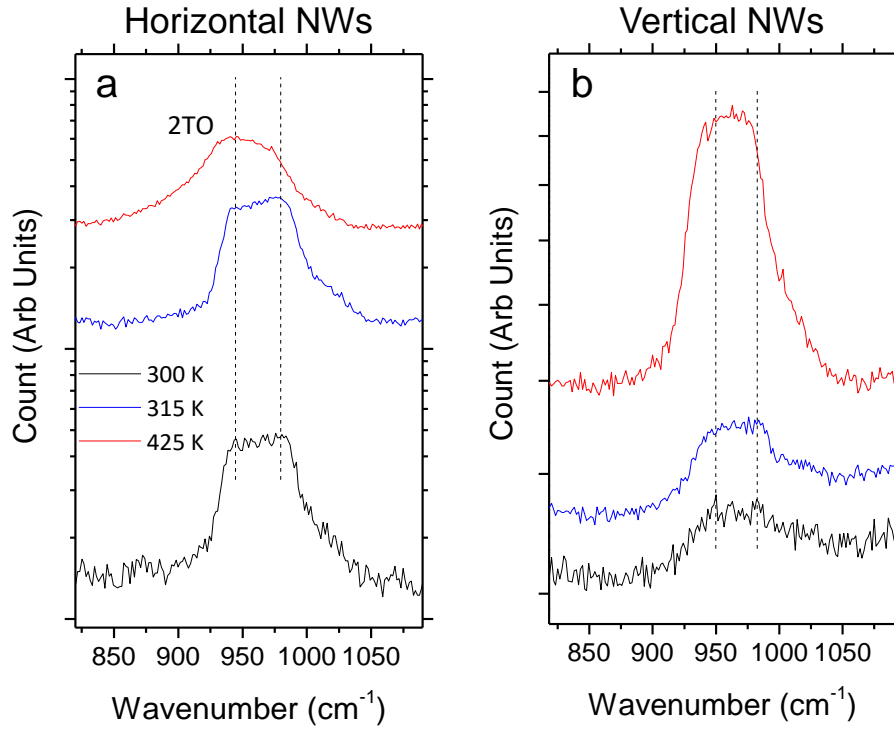 Horizontal NWs
Vertical NWs
a
b
2TO
Count (Arb Units)
Count (Arb Units)
300 K
315 K
425 K
850 900 950 1000 1050
850 900 950 1000 1050
Wavenumber (cm⁻¹)
Wavenumber (cm⁻¹)